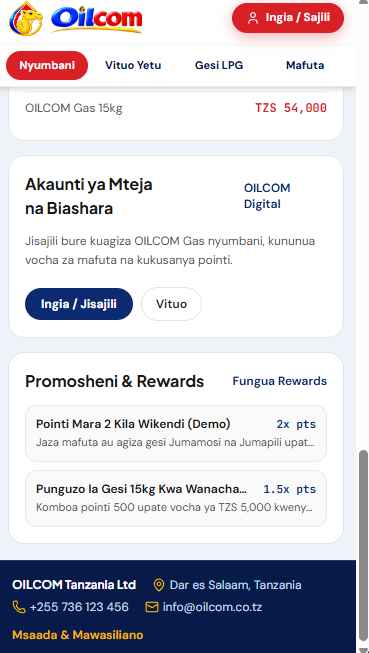 Oilcom
Ingia / Sajili
Nyumbani
Vituo Yetu
Gesi LPG
Mafuta
OILCOM Gas 15kg
TZS 54,000
Akaunti ya Mteja
na Biashara
OILCOM
Digital
Jisajili bure kuagiza OILCOM Gas nyumbani, kununua
vocha za mafuta na kukusanya pointi.
Ingia / Jisajili
Vituo
Promosheni & Rewards
Fungua Rewards
Pointi Mara 2 Kila Wikendi (Demo)
2x pts
Jaza mafuta au agiza gesi Jumamosi na Jumapili upat...
Punguzo la Gesi 15kg Kwa Wanacha...
1.5x pts
Komboa pointi 500 upate vocha ya TZS 5,000 kweny...
OILCOM Tanzania Ltd
Dar es Salaam, Tanzania
+255 736 123 456
info@oilcom.co.tz
Msaada & Mawasiliano